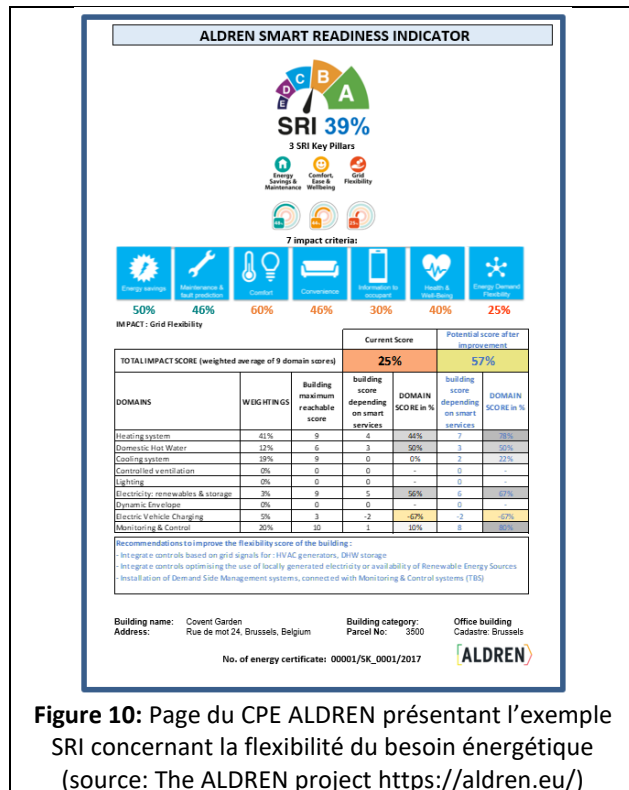 ALDREN SMART READINESS INDICATOR
E D C B A
SRI 39%
3 SRI Key Pillars
Energy Savings & Maintenance Comfort, Ease & Wellbeing Grid Flexibility
7 impact criteria:
Energy savings Maintenance & fault prediction Comfort Convenience Information to occupant Health & Well-Being Energy Demand Flexibility
50% 46% 60% 46% 30% 40% 25%
IMPACT : Grid Flexibility
Current Score Potential score after improvement
TOTAL IMPACT SCORE (weighted average of 9 domain scores) 25% 57%
DOMAINS WEIGHTINGS Building maximum reachable score building score depending on smart services DOMAIN SCORE in % building score depending on smart services DOMAIN SCORE in %
Heating system 41% 9 4 44% 7 78%
Domestic Hot Water 12% 6 3 50% 3 50%
Cooling system 19% 9 0 0% 2 22%
Controlled ventilation 0% 0 0 - 0 -
Lighting 0% 0 0 - 0 -
Electricity: renewables & storage 3% 9 5 56% 6 67%
Dynamic Envelope 0% 0 0 - 0 -
Electric Vehicle Charging 5% 3 -2 -67% -2 -67%
Monitoring & Control 20% 10 1 10% 8 80%
Recommendations to improve the flexibility score of the building :
- Integrate controls based on grid signals for : HVAC generators, DHW storage
- Integrate controls optimising the use of locally generated electricity or availability of Renewable Energy Sources
- Installation of Demand Side Management systems, connected with Monitoring & Control systems (TBS)
Building name: Covent Garden Building category: Office building
Address: Rue de mot 24, Brussels, Belgium Parcel No: 3500 Cadastre: Brussels
No. of energy certificate: 00001/SK_0001/2017 ALDREN
Figure 10: Page du CPE ALDREN présentant l’exemple
SRI concernant la flexibilité du besoin énergétique
(source: The ALDREN project https://aldren.eu/)